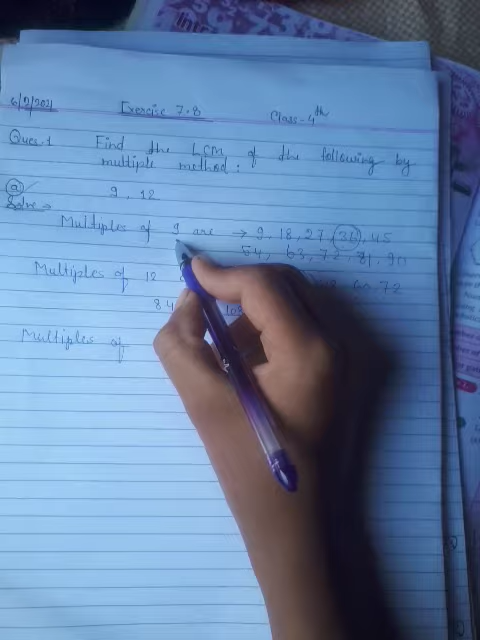 6/7/2021 Exercise 7.8 Class-4th
Ques.1 Find the LCM of the following by
multiple method:
(a) 9, 12
Solve →
Multiples of 9 are → 9, 18, 27, 36, 45
54, 63, 72, 81, 90
Multiples of 12 60, 72
84
Multiples of